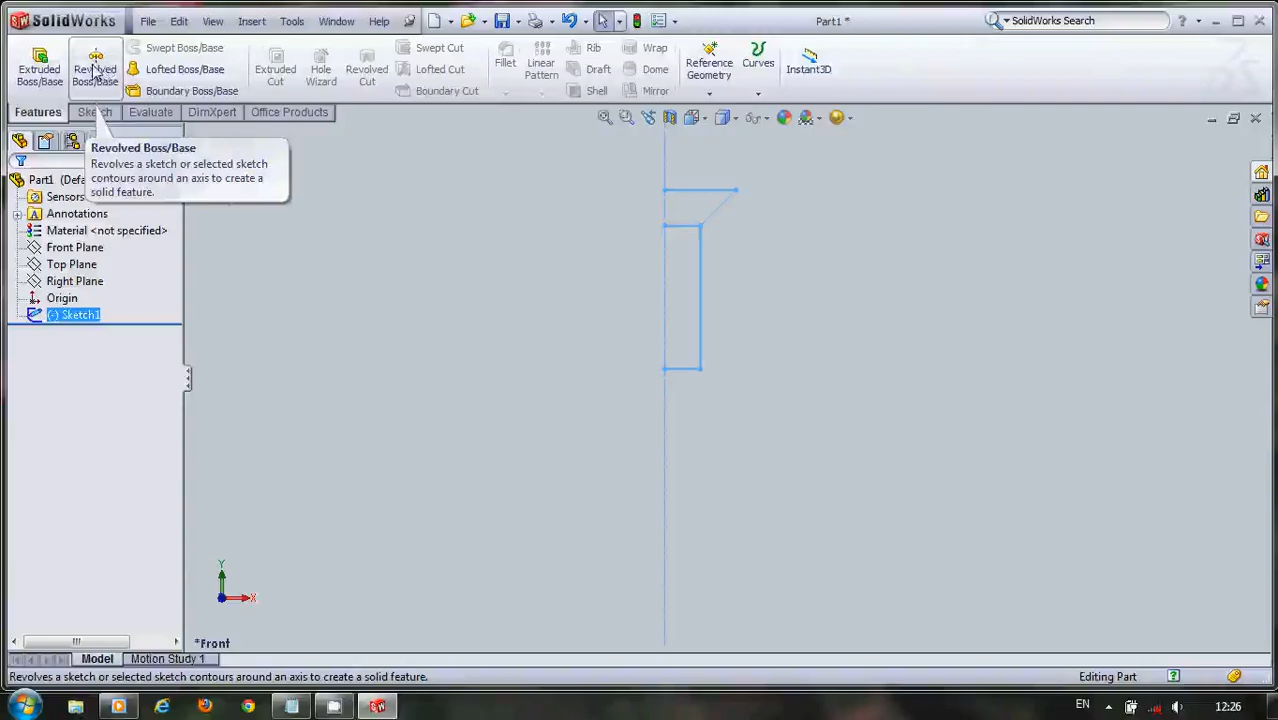 SolidWorks File Edit View Insert Tools Window Help Part1 * SolidWorks Search
Extruded Boss/Base
Revolved Boss/Base
Swept Boss/Base
Lofted Boss/Base
Boundary Boss/Base
Extruded Cut
Hole Wizard
Revolved Cut
Swept Cut
Lofted Cut
Boundary Cut
Fillet
Linear Pattern
Rib
Draft
Shell
Wrap
Dome
Mirror
Reference Geometry
Curves
Instant3D
Features Sketch Evaluate DimXpert Office Products
Revolved Boss/Base
Revolves a sketch or selected sketch
contours around an axis to create a
solid feature.
Part1 (Defa
Sensors
Annotations
Material <not specified>
Front Plane
Top Plane
Right Plane
Origin
(-) Sketch1
Y
X
*Front
Model Motion Study 1
Revolves a sketch or selected sketch contours around an axis to create a solid feature. Editing Part
EN 12:26